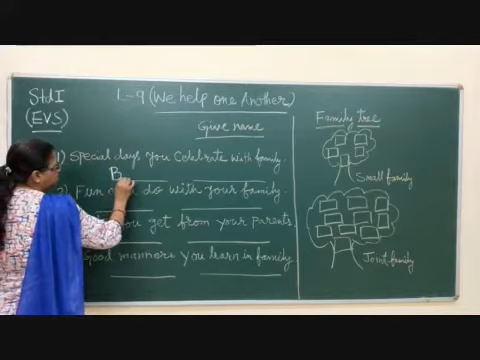 Std I
(EVS)
L-9 (We help one Another)
Give name
1) Special days you celebrate with family.
B
2) Fun do with your family.
you get from your parents.
Good manners you learn in family.
Family tree
Small family
Joint family